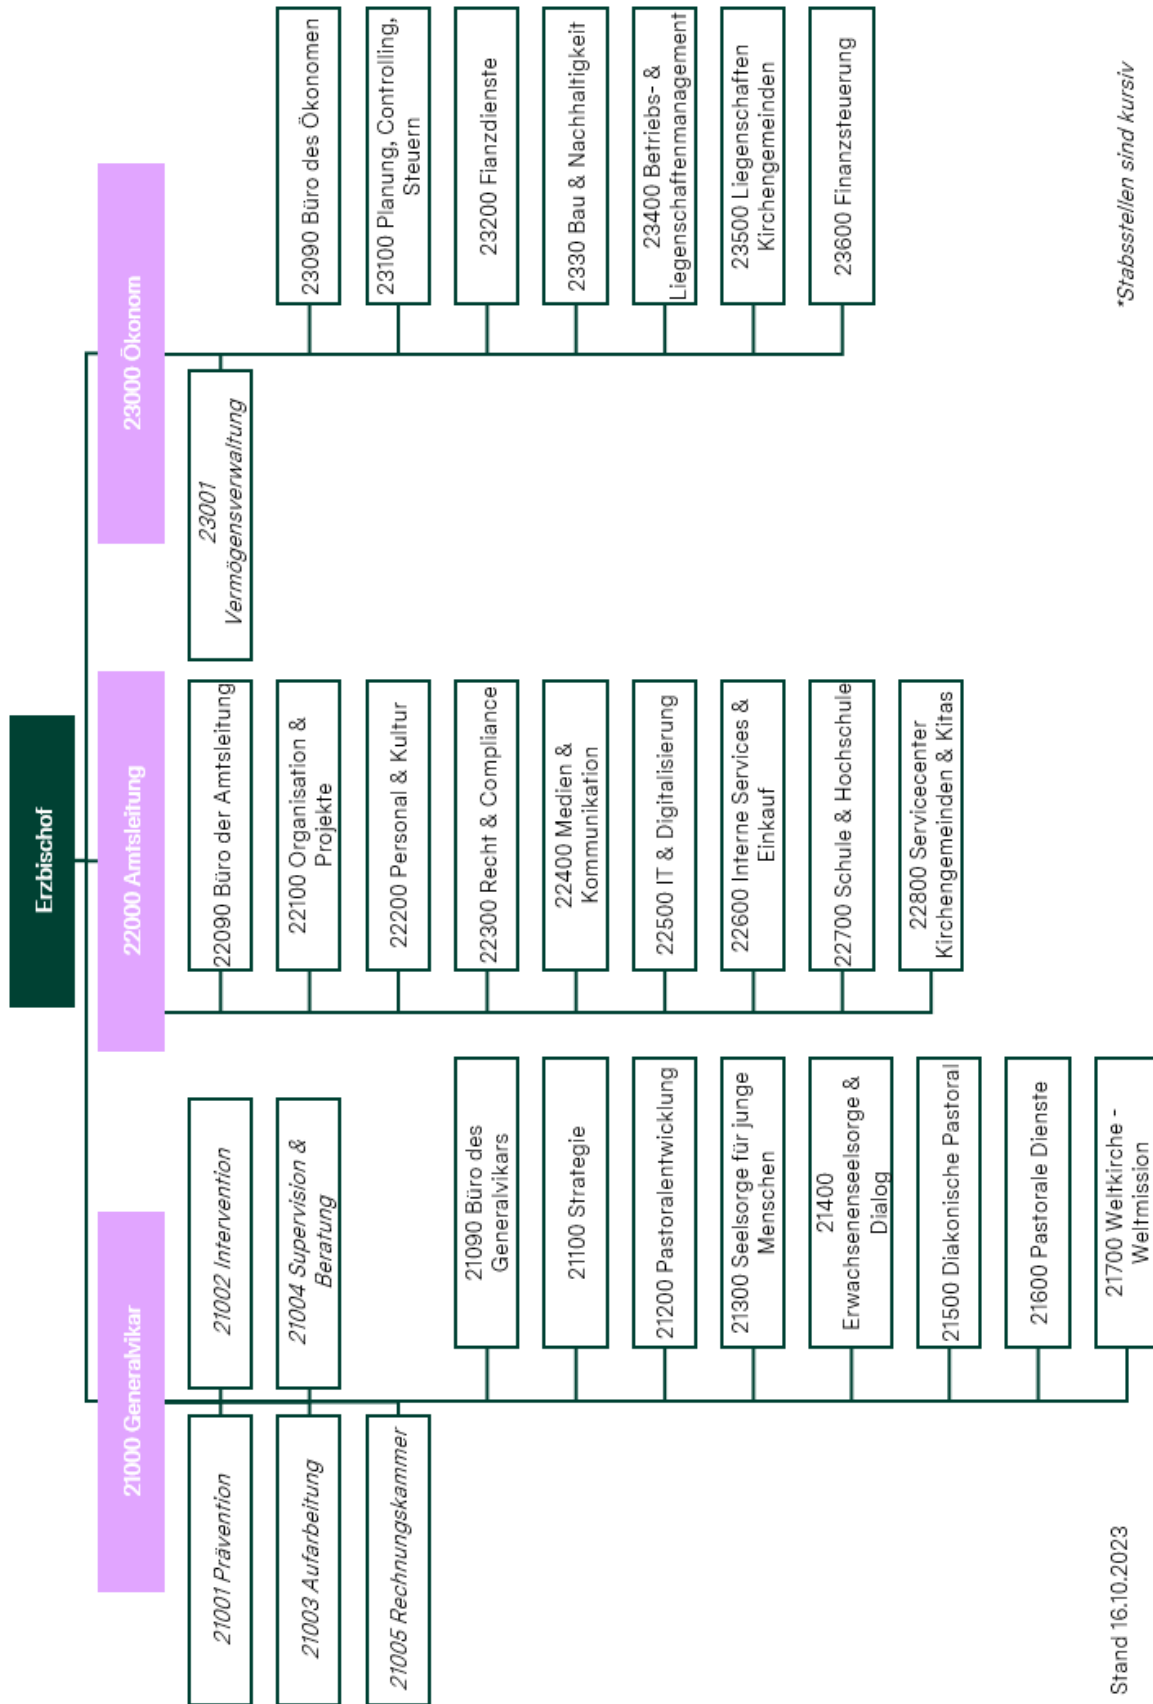 Erzbischof
21000 Generalvikar
22000 Amtsleitung
23000 Ökonom
21001 Prävention
21002 Intervention
21003 Aufarbeitung
21004 Supervision &
Beratung
21005 Rechnungskammer
21090 Büro des
Generalvikars
21100 Strategie
21200 Pastoralentwicklung
21300 Seelsorge für junge
Menschen
21400
Erwachsenenseelsorge &
Dialog
21500 Diakonische Pastoral
21600 Pastorale Dienste
21700 Weltkirche -
Weltmission
22090 Büro der Amtsleitung
22100 Organisation &
Projekte
22200 Personal & Kultur
22300 Recht & Compliance
22400 Medien &
Kommunikation
22500 IT & Digitalisierung
22600 Interne Services &
Einkauf
22700 Schule & Hochschule
22800 Servicecenter
Kirchengemeinden & Kitas
23001
Vermögensverwaltung
23090 Büro des Ökonomen
23100 Planung, Controlling,
Steuern
23200 Fianzdienste
2330 Bau & Nachhaltigkeit
23400 Betriebs- &
Liegenschaftenmanagement
23500 Liegenschaften
Kirchengemeinden
23600 Finanzsteuerung
Stand 16.10.2023
*Stabsstellen sind kursiv